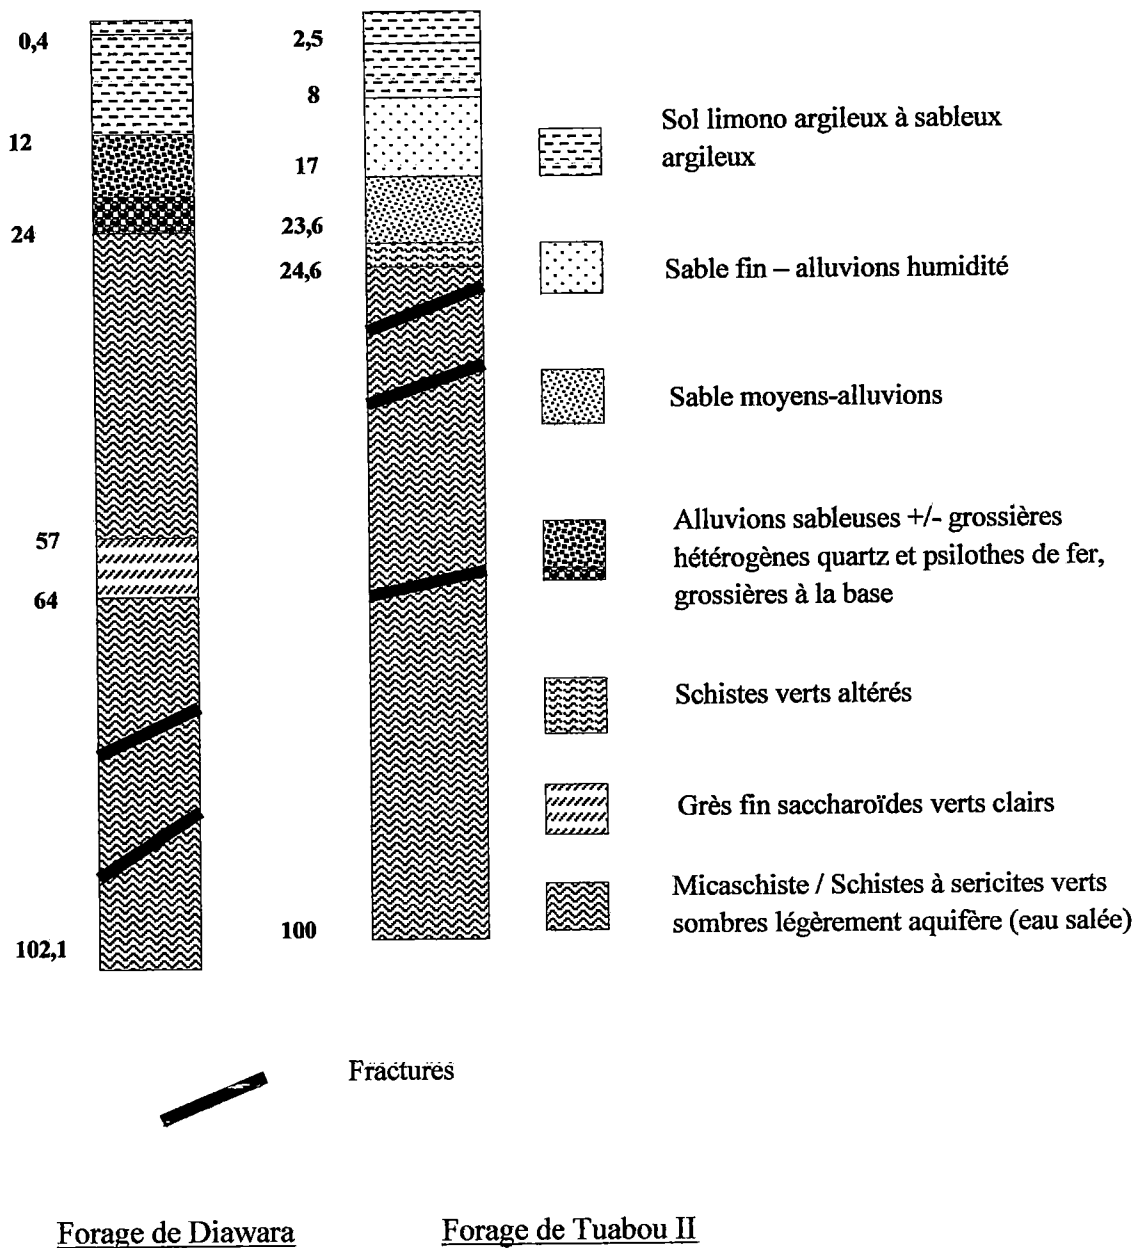 0,4
12
24
57
64
102,1
2,5
8
17
23,6
24,6
100
Sol limono argileux à sableux
argileux
Sable fin – alluvions humidité
Sable moyens-alluvions
Alluvions sableuses +/- grossières
hétérogènes quartz et psilothes de fer,
grossières à la base
Schistes verts altérés
Grès fin saccharoïdes verts clairs
Micaschiste / Schistes à sericites verts
sombres légèrement aquifère (eau salée)
Fractures
Forage de Diawara
Forage de Tuabou II